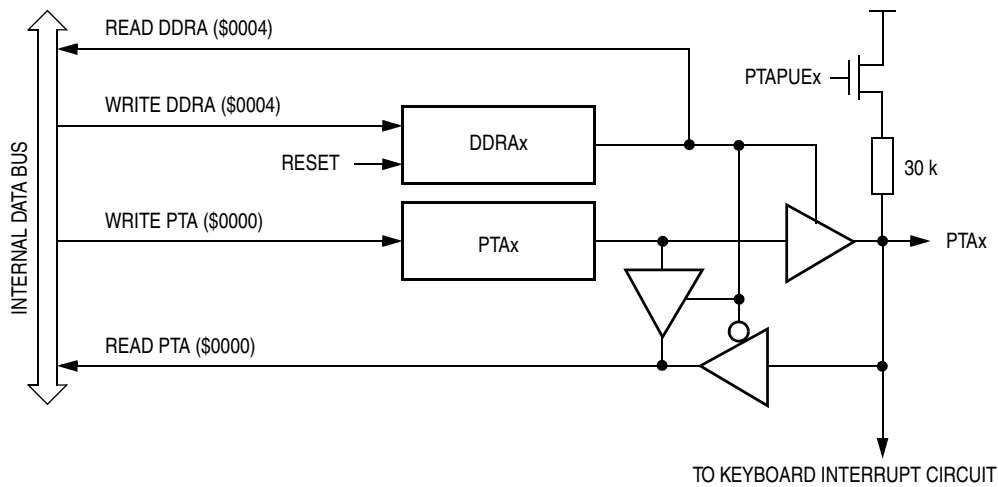 READ DDRA ($0004)
PTAPUEx
WRITE DDRA ($0004)
DDRAx
RESET
30 k
INTERNAL DATA BUS
WRITE PTA ($0000)
PTAx
PTAx
READ PTA ($0000)
TO KEYBOARD INTERRUPT CIRCUIT